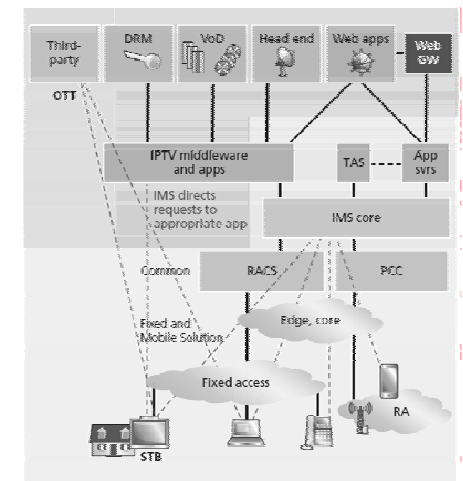 Third-
party
DRM
VoD
Head end
Web apps
Web
GW
OTT
IPTV middleware
and apps
TAS
App
svrs
IMS directs
requests to
appropriate app
IMS core
Common
RACS
PCC
Fixed and
Mobile Solution
Edge, core
Fixed access
RA
STB